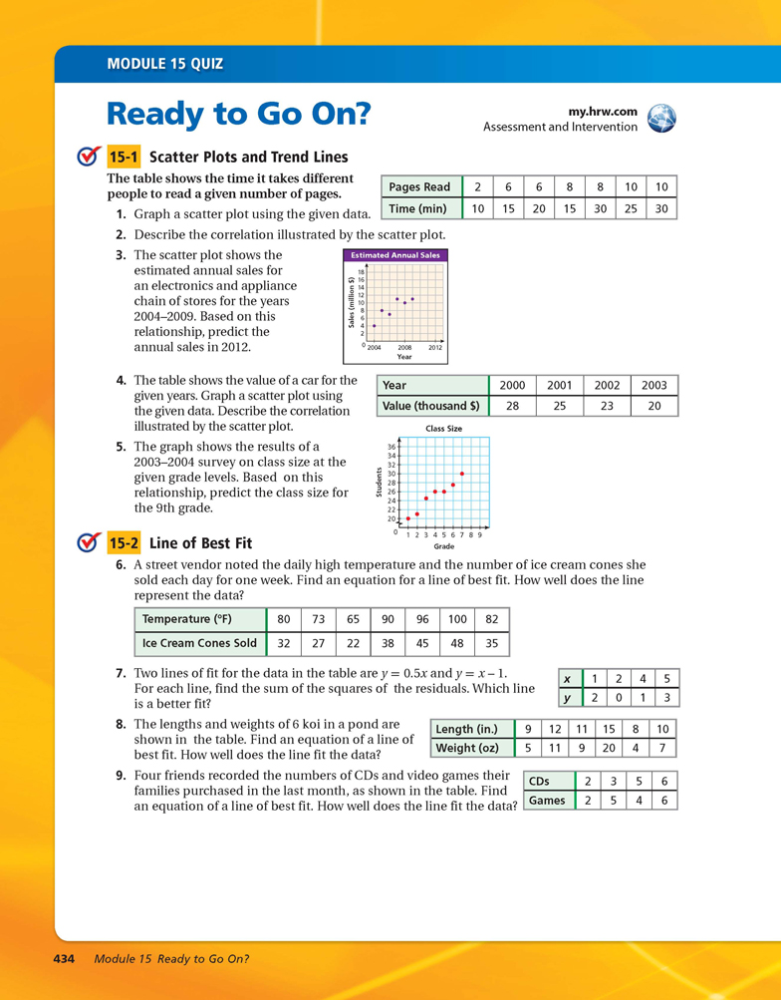 MODULE 15 QUIZ
Ready to Go On?
my.hrw.com
Assessment and Intervention
15-1 Scatter Plots and Trend Lines
The table shows the time it takes different
people to read a given number of pages.
Pages Read 2 6 6 8 8 10 10
Time (min) 10 15 20 15 30 25 30
1. Graph a scatter plot using the given data.
2. Describe the correlation illustrated by the scatter plot.
3. The scatter plot shows the
estimated annual sales for
an electronics and appliance
chain of stores for the years
2004–2009. Based on this
relationship, predict the
annual sales in 2012.
Estimated Annual Sales
Sales (million $)
18
16
14
12
10
8
6
4
2
0
2004 2008 2012
Year
4. The table shows the value of a car for the
given years. Graph a scatter plot using
the given data. Describe the correlation
illustrated by the scatter plot.
Year 2000 2001 2002 2003
Value (thousand $) 28 25 23 20
5. The graph shows the results of a
2003–2004 survey on class size at the
given grade levels. Based on this
relationship, predict the class size for
the 9th grade.
Class Size
Students
36
34
32
30
28
26
24
22
20
0
1 2 3 4 5 6 7 8 9
Grade
15-2 Line of Best Fit
6. A street vendor noted the daily high temperature and the number of ice cream cones she
sold each day for one week. Find an equation for a line of best fit. How well does the line
represent the data?
Temperature (°F) 80 73 65 90 96 100 82
Ice Cream Cones Sold 32 27 22 38 45 48 35
7. Two lines of fit for the data in the table are y = 0.5x and y = x – 1.
For each line, find the sum of the squares of the residuals. Which line
is a better fit?
x 1 2 4 5
y 2 0 1 3
8. The lengths and weights of 6 koi in a pond are
shown in the table. Find an equation of a line of
best fit. How well does the line fit the data?
Length (in.) 9 12 11 15 8 10
Weight (oz) 5 11 9 20 4 7
9. Four friends recorded the numbers of CDs and video games their
families purchased in the last month, as shown in the table. Find
an equation of a line of best fit. How well does the line fit the data?
CDs 2 3 5 6
Games 2 5 4 6
434 Module 15 Ready to Go On?